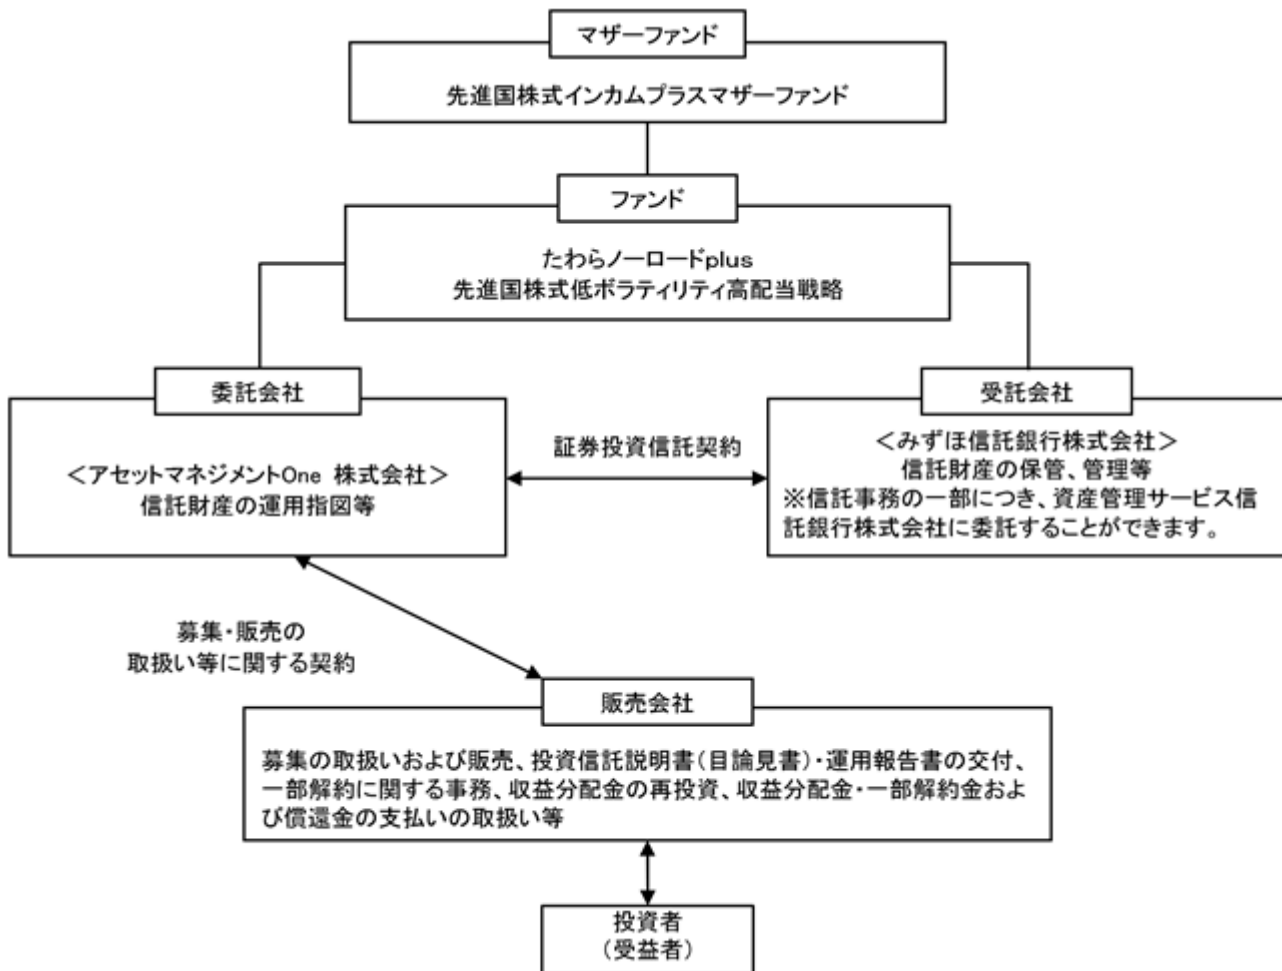 マザーファンド
先進国株式インカムプラスマザーファンド
ファンド
たわらノーロードplus
先進国株式低ボラティリティ高配当戦略
委託会社
＜アセットマネジメントOne 株式会社＞
信託財産の運用指図等
証券投資信託契約
受託会社
＜みずほ信託銀行株式会社＞
信託財産の保管、管理等
※信託事務の一部につき、資産管理サービス信
託銀行株式会社に委託することができます。
募集・販売の
取扱い等に関する契約
販売会社
募集の取扱いおよび販売、投資信託説明書（目論見書）・運用報告書の交付、
一部解約に関する事務、収益分配金の再投資、収益分配金・一部解約金およ
び償還金の支払いの取扱い等
投資者
（受益者）